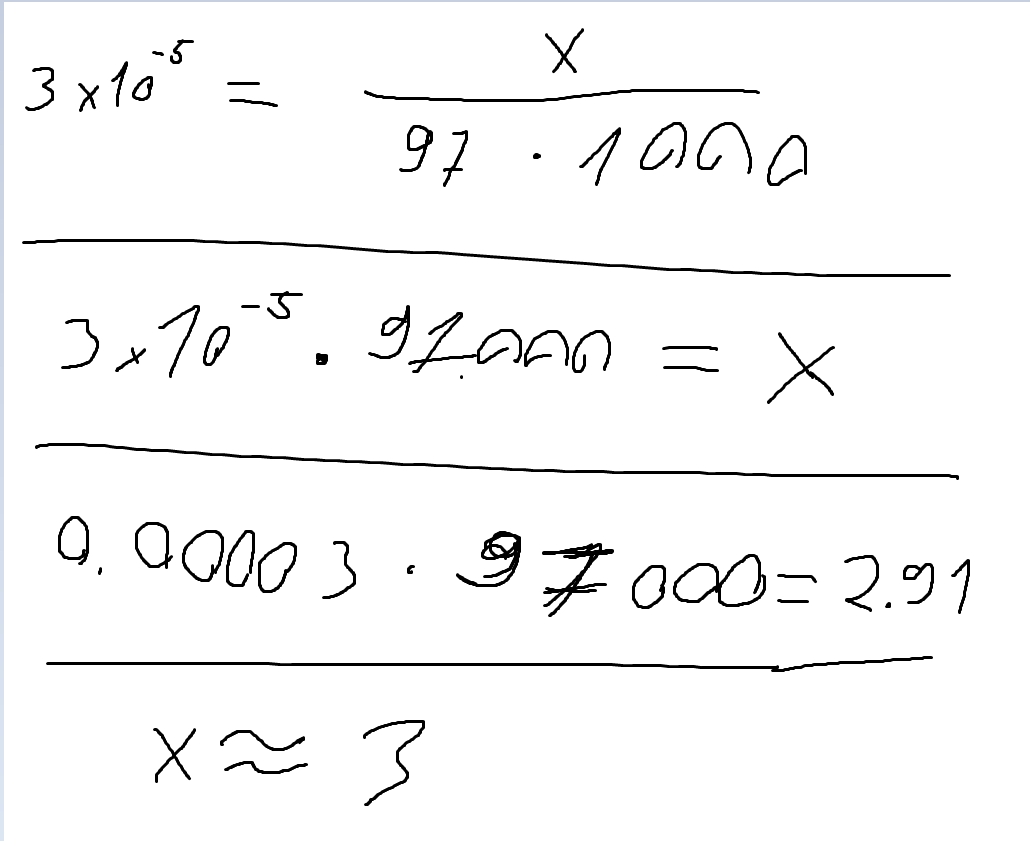 3 x 10⁻⁵ = x / (97 · 1000)
3 x 10⁻⁵ · 97.000 = x
0.00003 · 97000 = 2.91
x ≈ 3